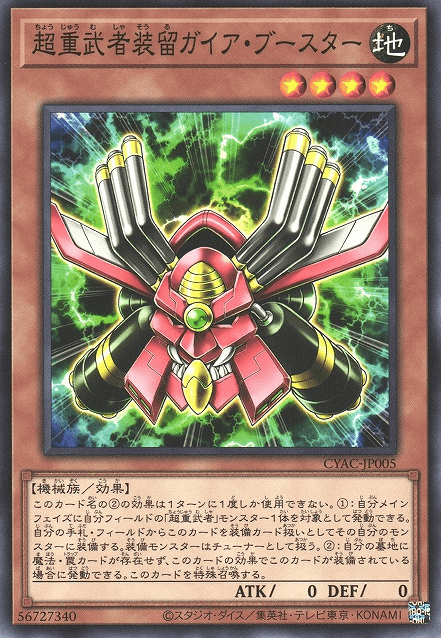 超重武者装留ガイア・ブースター
地
CYAC-JP005
【機械族/効果】
このカード名の②の効果は1ターンに1度しか使用できない。①:自分メイン
フェイズに自分フィールドの「超重武者」モンスター1体を対象として発動できる。
自分の手札・フィールドからこのカードを装備カード扱いとしてその自分のモン
スターに装備する。装備モンスターはチューナーとして扱う。②:自分の墓地に
魔法・罠カードが存在せず、このカードの効果でこのカードが装備されている
場合に発動できる。このカードを特殊召喚する。
ATK/ 0 DEF/ 0
56727340 ©スタジオ・ダイス/集英社・テレビ東京・KONAMI